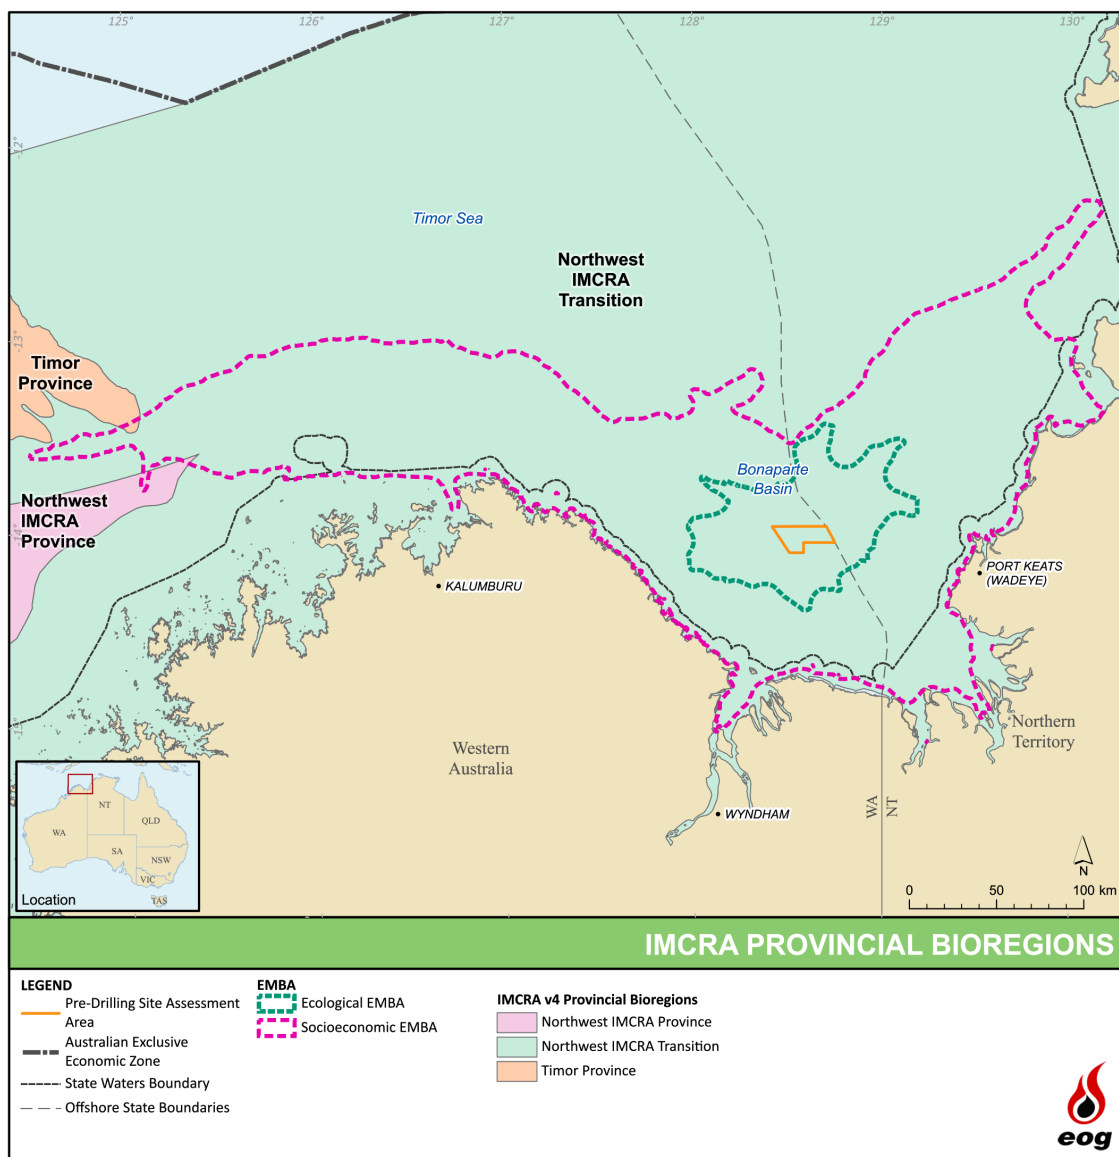 125°
126°
127°
128°
129°
130°
-12°
Timor Sea
Northwest
IMCRA
Transition
-13°
Timor
Province
Bonaparte
Basin
Northwest
IMCRA
Province
-14°
KALUMBURU
PORT KEATS
(WADEYE)
-15°
Western
Australia
Northern
Territory
WYNDHAM
WA
NT
NT
WA
QLD
SA
NSW
VIC
TAS
Location
N
0 50 100 km
IMCRA PROVINCIAL BIOREGIONS
LEGEND
Pre-Drilling Site Assessment
Area
Australian Exclusive
Economic Zone
State Waters Boundary
Offshore State Boundaries
EMBA
Ecological EMBA
Socioeconomic EMBA
IMCRA v4 Provincial Bioregions
Northwest IMCRA Province
Northwest IMCRA Transition
Timor Province
eog